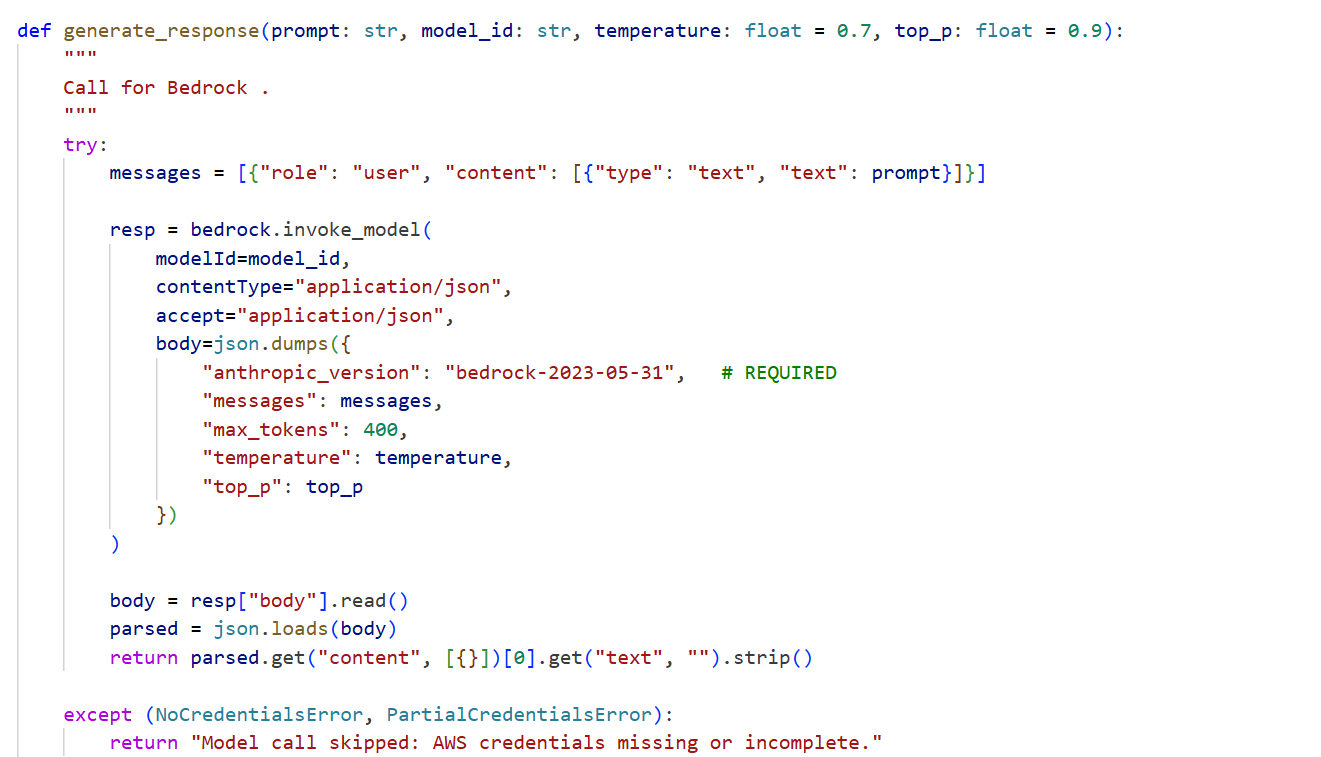 def generate_response(prompt: str, model_id: str, temperature: float = 0.7, top_p: float = 0.9):
    """
    Call for Bedrock .
    """
    try:
        messages = [{"role": "user", "content": [{"type": "text", "text": prompt}]}]

        resp = bedrock.invoke_model(
            modelId=model_id,
            contentType="application/json",
            accept="application/json",
            body=json.dumps({
                "anthropic_version": "bedrock-2023-05-31",   # REQUIRED
                "messages": messages,
                "max_tokens": 400,
                "temperature": temperature,
                "top_p": top_p
            })
        )

        body = resp["body"].read()
        parsed = json.loads(body)
        return parsed.get("content", [{}])[0].get("text", "").strip()

    except (NoCredentialsError, PartialCredentialsError):
        return "Model call skipped: AWS credentials missing or incomplete."